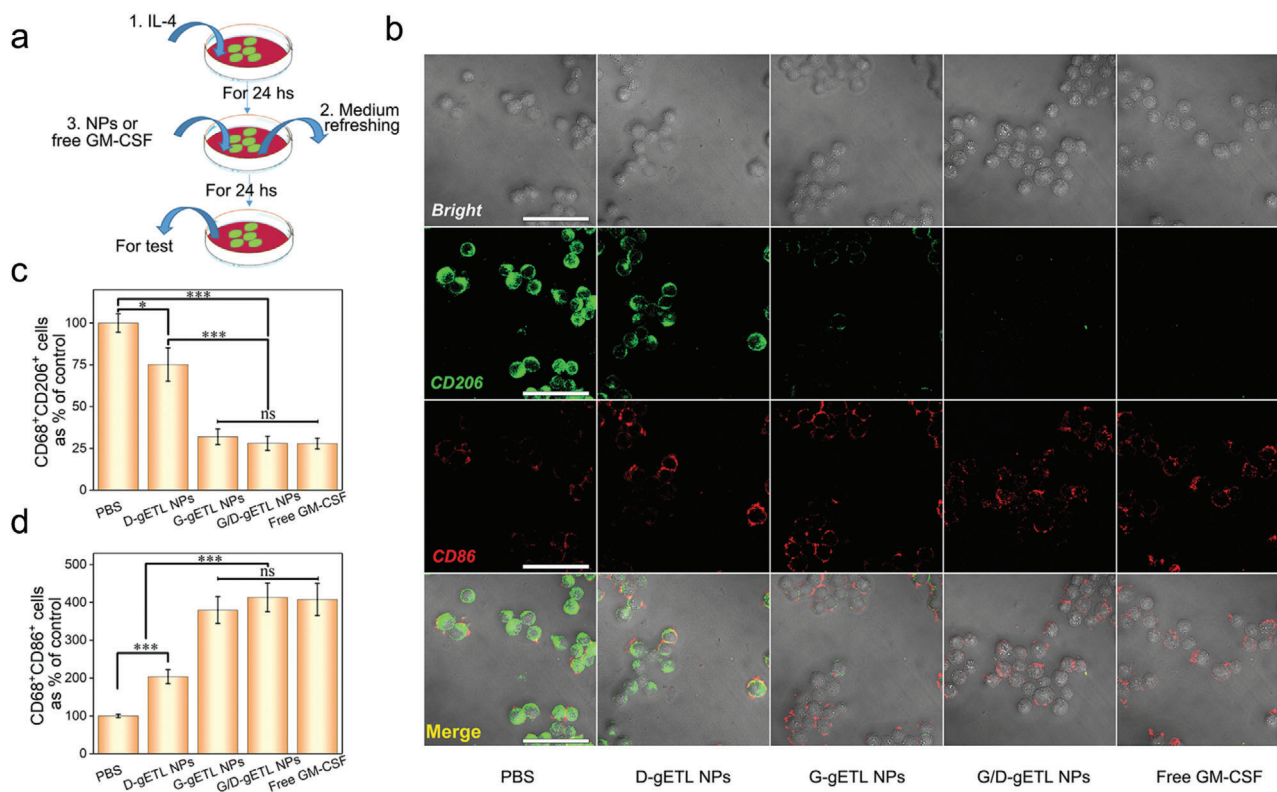 a
1. IL-4
For 24 hs
2. Medium
refreshing
3. NPs or
free GM-CSF
For 24 hs
For test
b
Bright
CD206
CD86
Merge
PBS
D-gETL NPs
G-gETL NPs
G/D-gETL NPs
Free GM-CSF
c
CD68+CD206+ cells
as % of control
100
75
50
25
0
***
*
***
ns
PBS
D-gETL NPs
G-gETL NPs
G/D-gETL NPs
Free GM-CSF
d
CD68+CD86+ cells
as % of control
500
400
300
200
100
0
***
ns
***
PBS
D-gETL NPs
G-gETL NPs
G/D-gETL NPs
Free GM-CSF